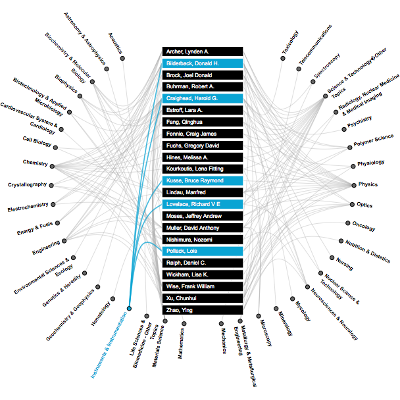 Acoustics
Astronomy & Astrophysics
Biochemistry & Molecular
Biology
Biophysics
Biotechnology & Applied
Microbiology
Cardiovascular System &
Cardiology
Cell Biology
Chemistry
Crystallography
Electrochemistry
Energy & Fuels
Engineering
Environmental Sciences &
Ecology
Genetics & Heredity
Geochemistry & Geophysics
Hematology
Instruments & Instrumentation
Life Sciences &
Biomedicine - Other
Topics
Materials Science
Mathematics
Mechanics
Metallurgy & Metallurgical
Engineering
Microscopy
Mineralogy
Mycology
Neurosciences & Neurology
Nuclear Science &
Technology
Nursing
Nutrition & Dietetics
Oncology
Optics
Physics
Physiology
Polymer Science
Psychiatry
Radiology, Nuclear Medicine
& Medical Imaging
Science & Technology - Other
Topics
Spectroscopy
Telecommunications
Toxicology
Archer, Lynden A.
Bilderback, Donald H.
Brock, Joel Donald
Buhrman, Robert A.
Craighead, Harold G.
Estroff, Lara A.
Fang, Qinghua
Fennie, Craig James
Fuchs, Gregory David
Hines, Melissa A.
Kourkoutis, Lena Fitting
Kusse, Bruce Raymond
Lindau, Manfred
Lovelace, Richard V E
Moses, Jeffrey Andrew
Muller, David Anthony
Nishimura, Nozomi
Pollack, Lois
Ralph, Daniel C.
Wickham, Lisa K.
Wise, Frank William
Xu, Chunhui
Zhao, Ying